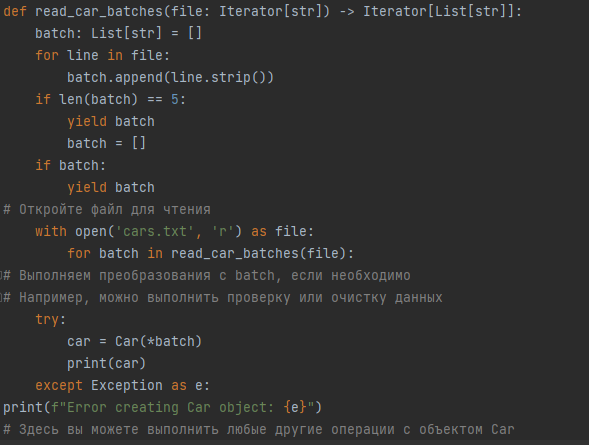 def read_car_batches(file: Iterator[str]) -> Iterator[List[str]]:
    batch: List[str] = []
    for line in file:
        batch.append(line.strip())
    if len(batch) == 5:
        yield batch
        batch = []
    if batch:
        yield batch
# Откройте файл для чтения
    with open('cars.txt', 'r') as file:
        for batch in read_car_batches(file):
# Выполняем преобразования с batch, если необходимо
# Например, можно выполнить проверку или очистку данных
    try:
        car = Car(*batch)
        print(car)
    except Exception as e:
print(f"Error creating Car object: {e}")
# Здесь вы можете выполнить любые другие операции с объектом Car